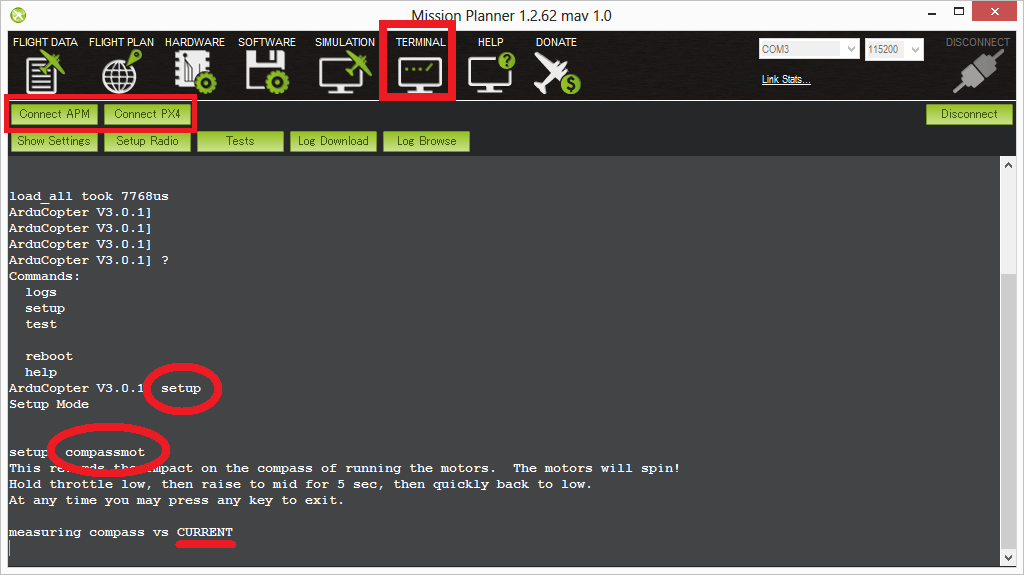 Mission Planner 1.2.62 mav 1.0
FLIGHT DATA FLIGHT PLAN HARDWARE SOFTWARE SIMULATION TERMINAL HELP DONATE COM3 115200 DISCONNECT
Link Stats...
Connect APM Connect PX4 Disconnect
Show Settings Setup Radio Tests Log Download Log Browse
load_all took 7768us
ArduCopter V3.0.1]
ArduCopter V3.0.1]
ArduCopter V3.0.1]
ArduCopter V3.0.1] ?
Commands:
logs
setup
test
reboot
help
ArduCopter V3.0.1 setup
Setup Mode
setup compassmot
This records the impact on the compass of running the motors. The motors will spin!
Hold throttle low, then raise to mid for 5 sec, then quickly back to low.
At any time you may press any key to exit.
measuring compass vs CURRENT